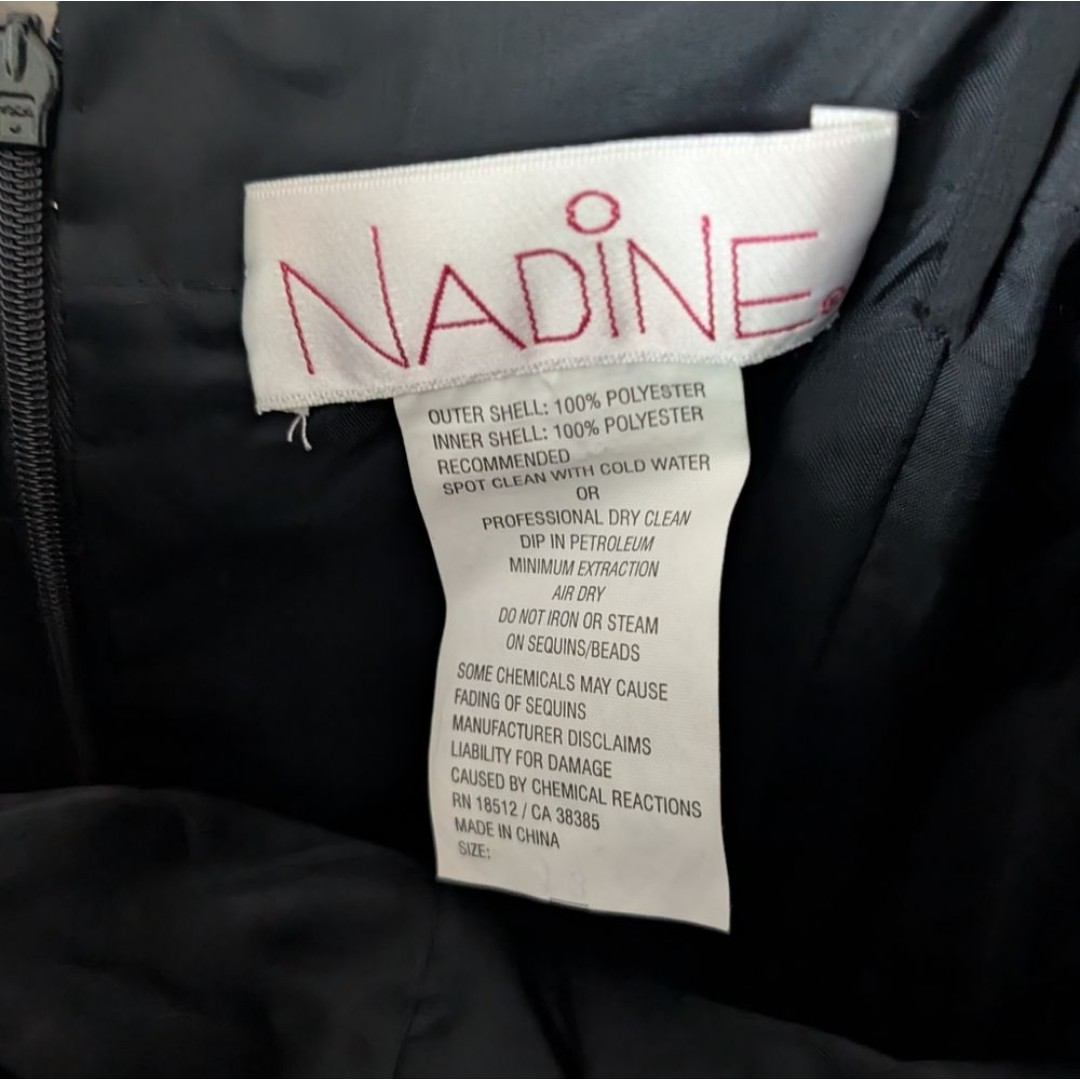 NADINE®
OUTER SHELL: 100% POLYESTER
INNER SHELL: 100% POLYESTER
RECOMMENDED
SPOT CLEAN WITH COLD WATER
OR
PROFESSIONAL DRY CLEAN
DIP IN PETROLEUM
MINIMUM EXTRACTION
AIR DRY
DO NOT IRON OR STEAM
ON SEQUINS/BEADS
SOME CHEMICALS MAY CAUSE
FADING OF SEQUINS
MANUFACTURER DISCLAIMS
LIABILITY FOR DAMAGE
CAUSED BY CHEMICAL REACTIONS
RN 18512 / CA 38385
MADE IN CHINA
SIZE: